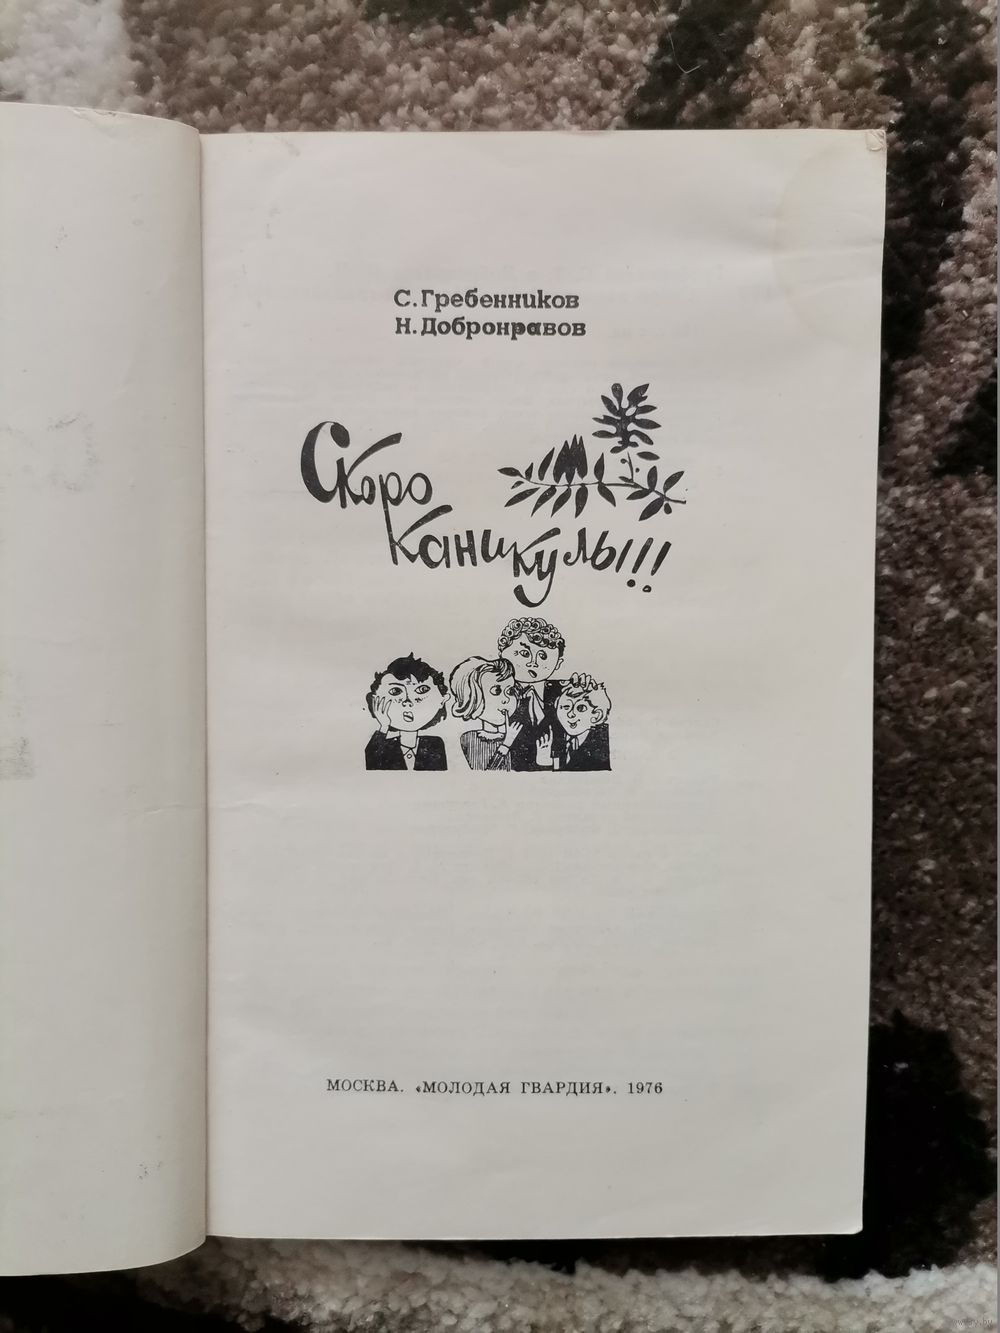 С. Гребенников
Н. Добронравов
Скоро
каникулы!!!
МОСКВА. «МОЛОДАЯ ГВАРДИЯ». 1976